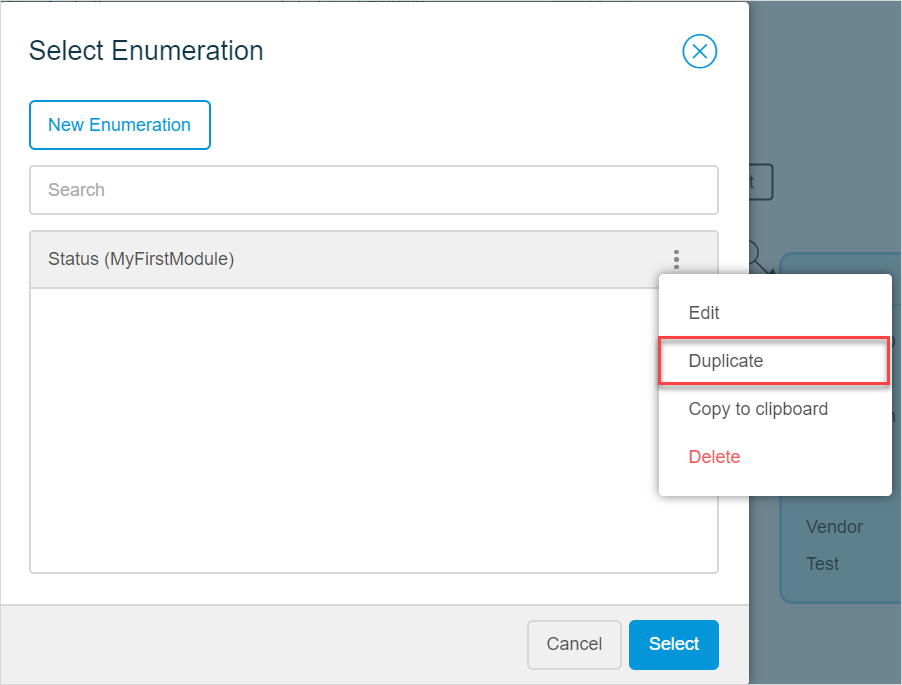 Select Enumeration
New Enumeration
Search
Status (MyFirstModule)
Edit
Duplicate
Copy to clipboard
Delete
Vendor
Test
Cancel
Select